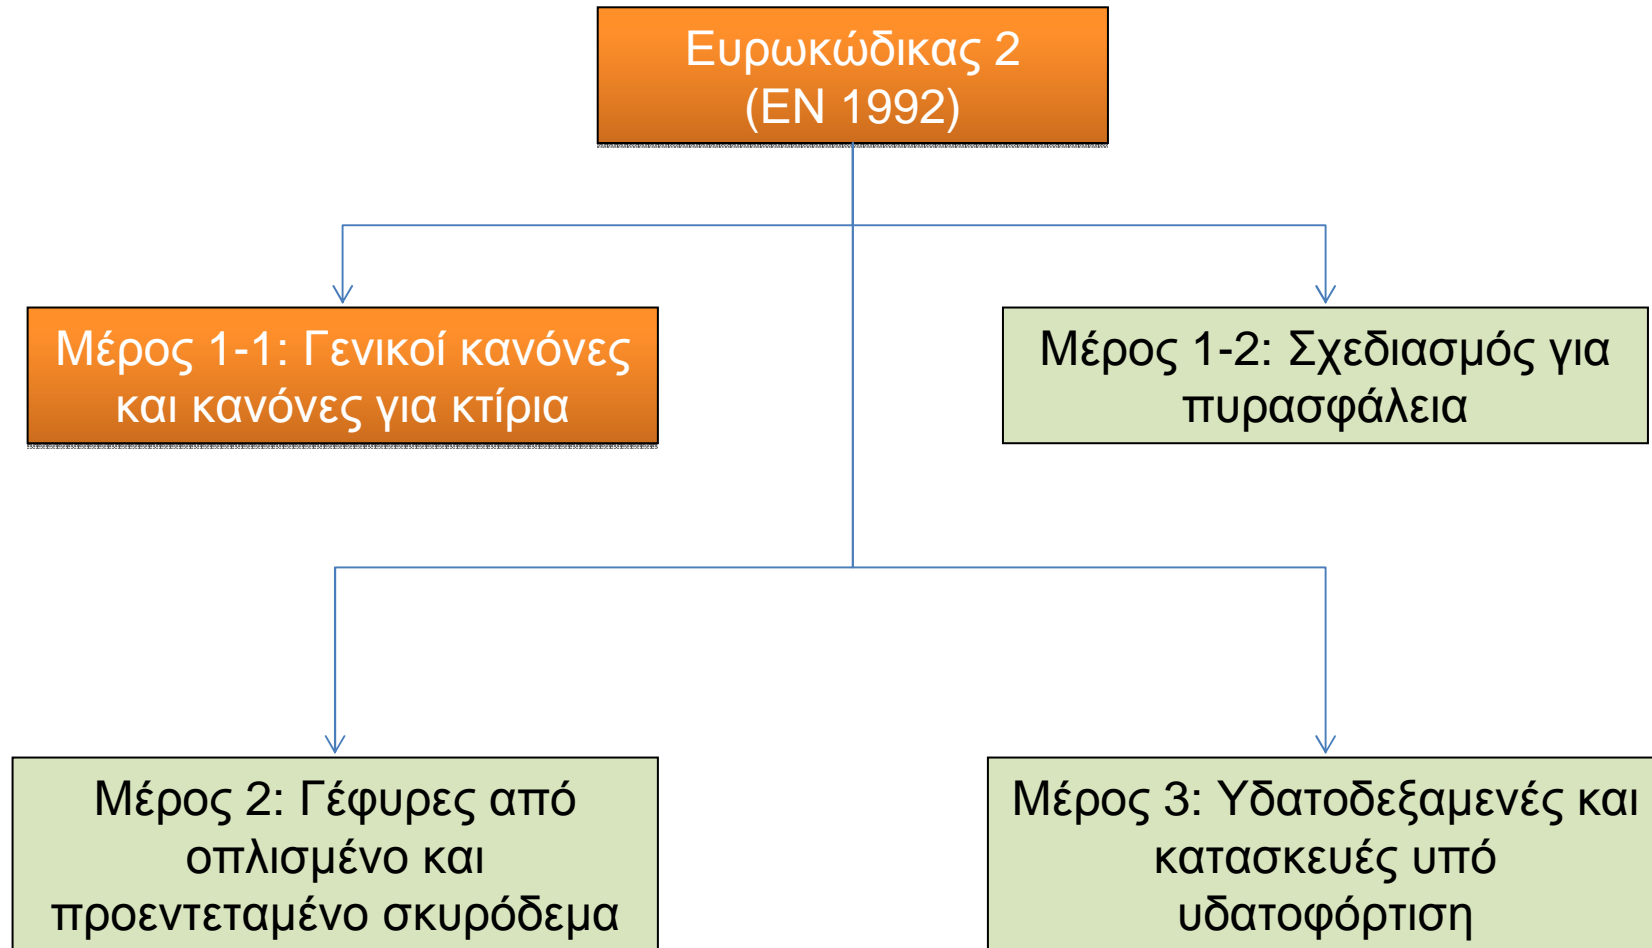 Ευρωκώδικας 2
(EN 1992)
Μέρος 1-1: Γενικοί κανόνες
και κανόνες για κτίρια
Μέρος 1-2: Σχεδιασμός για
πυρασφάλεια
Μέρος 2: Γέφυρες από
οπλισμένο και
προεντεταμένο σκυρόδεμα
Μέρος 3: Υδατοδεξαμενές και
κατασκευές υπό
υδατοφόρτιση